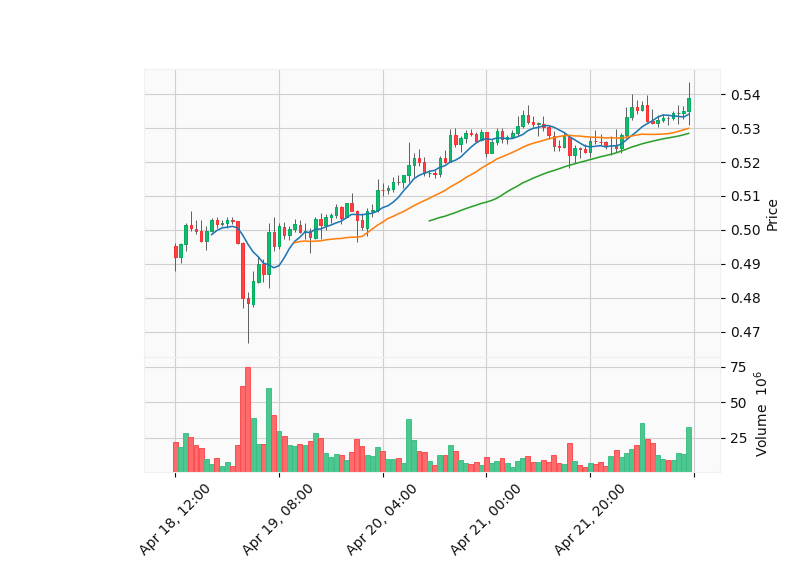 0.54
0.53
0.52
0.51
0.50
0.49
0.48
0.47
Price
75
50
25
Volume 10^6
Apr 18, 12:00
Apr 19, 08:00
Apr 20, 04:00
Apr 21, 00:00
Apr 21, 20:00